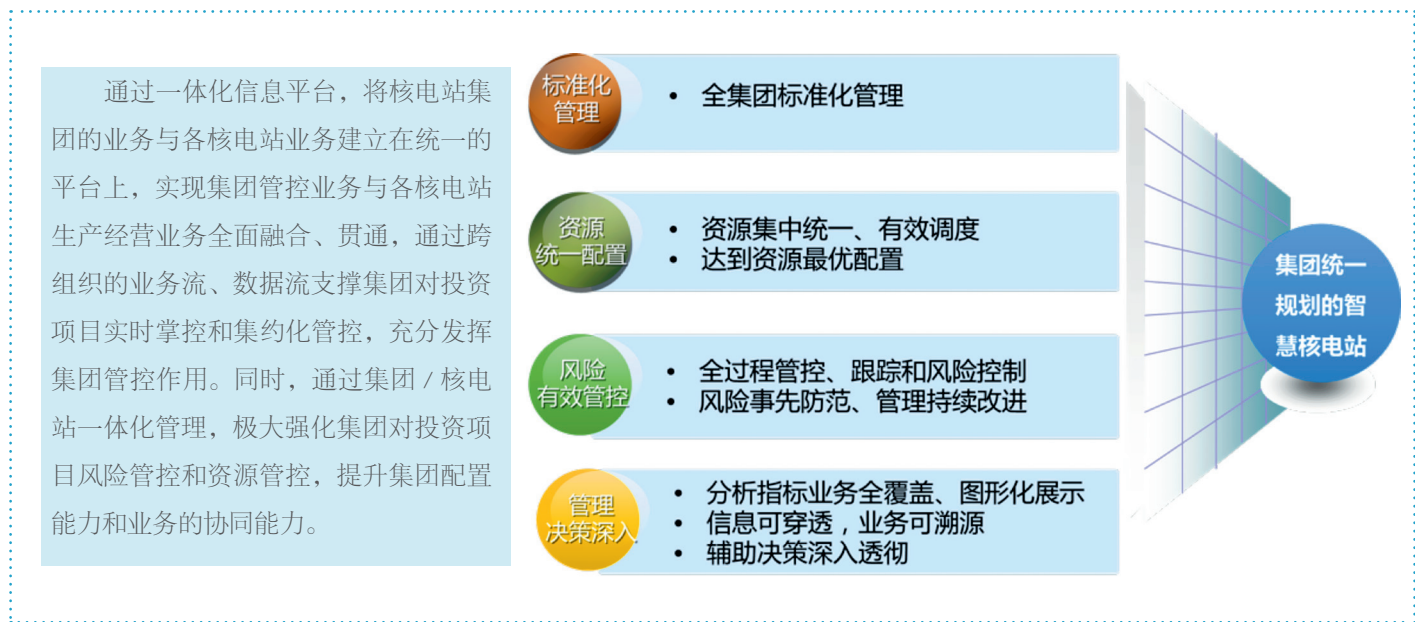 通过一体化信息平台，将核电站集
团的业务与各核电站业务建立在统一的
平台上，实现集团管控业务与各核电站
生产经营业务全面融合、贯通，通过跨
组织的业务流、数据流支撑集团对投资
项目实时掌控和集约化管控，充分发挥
集团管控作用。同时，通过集团 / 核电
站一体化管理，极大强化集团对投资项
目风险管控和资源管控，提升集团配置
能力和业务的协同能力。
标准化
管理
• 全集团标准化管理
资源
统一配置
• 资源集中统一、有效调度
• 达到资源最优配置
风险
有效管控
• 全过程管控、跟踪和风险控制
• 风险事先防范、管理持续改进
管理
决策深入
• 分析指标业务全覆盖、图形化展示
• 信息可穿透，业务可溯源
• 辅助决策深入透彻
集团统一
规划的智
慧核电站